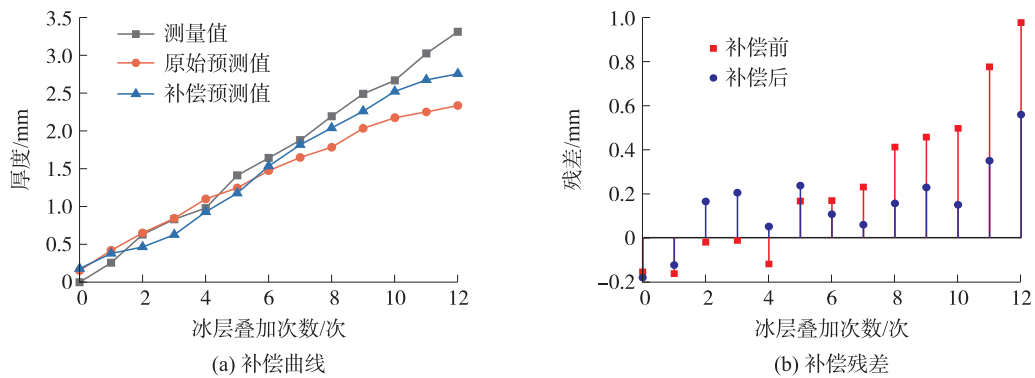 3.5
3.0
2.5
2.0
1.5
1.0
0.5
0
厚度/mm
测量值
原始预测值
补偿预测值
0 2 4 6 8 10 12
冰层叠加次数/次
(a) 补偿曲线
1.0
0.8
0.6
0.4
0.2
0
−0.2
残差/mm
补偿前
补偿后
0 2 4 6 8 10 12
冰层叠加次数/次
(b) 补偿残差